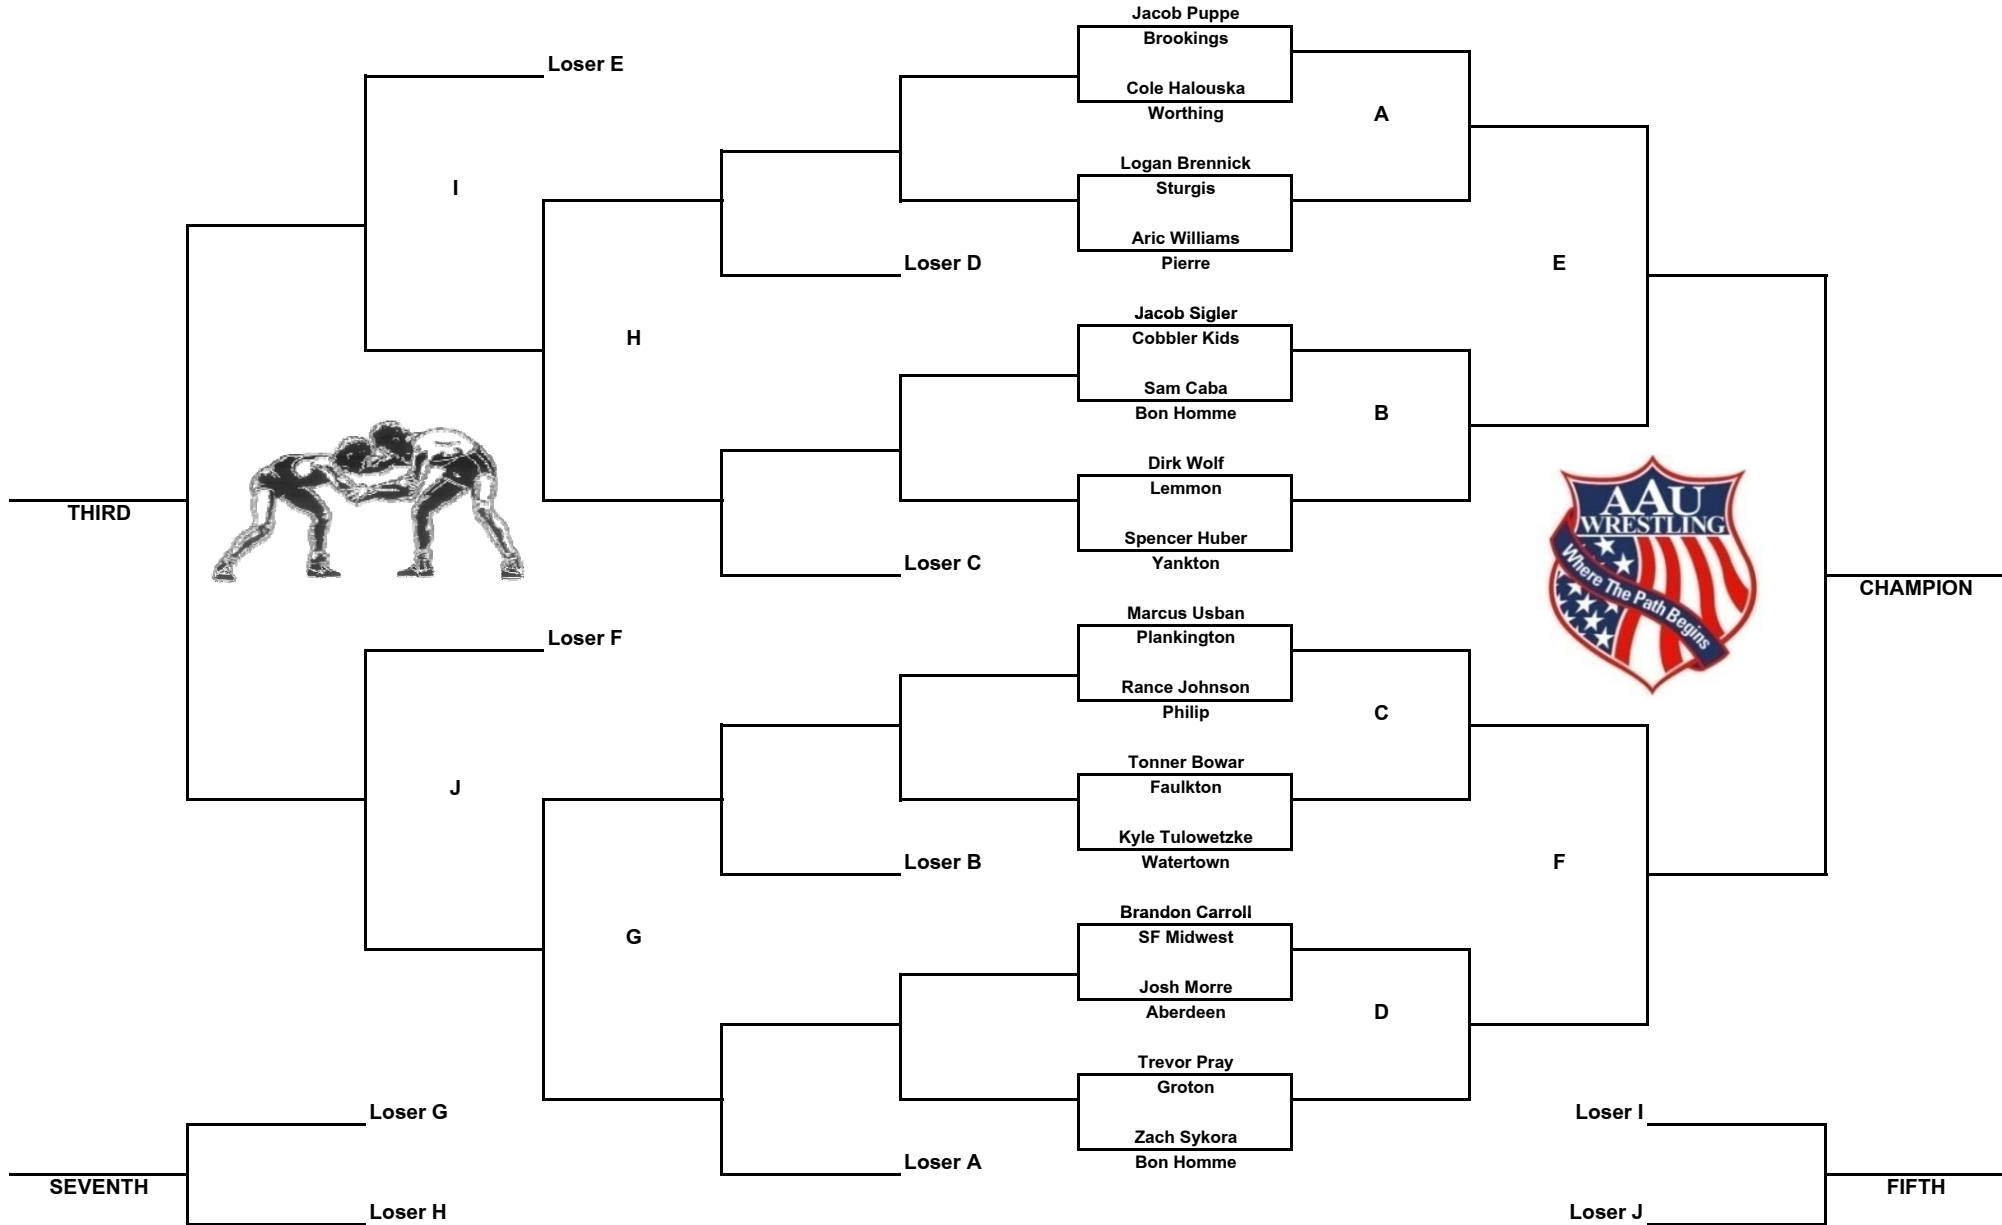 Jacob Puppe
Brookings
Loser E
Cole Halouska
Worthing
A
Logan Brennick
I
Sturgis
Aric Williams
Loser D
Pierre
E
Jacob Sigler
H
Cobbler Kids
Sam Caba
Bon Homme
B
Dirk Wolf
Lemmon
THIRD
Spencer Huber
Loser C
Yankton
AAU
WRESTLING
Where The Path Begins
CHAMPION
Marcus Usban
Loser F
Plankington
Rance Johnson
Philip
C
Tonner Bowar
J
Faulkton
Kyle Tulowetzke
Loser B
Watertown
F
Brandon Carroll
G
SF Midwest
Josh Morre
Aberdeen
D
Trevor Pray
Groton
Loser G
Loser I
Zach Sykora
Loser A
Bon Homme
SEVENTH
FIFTH
Loser H
Loser J